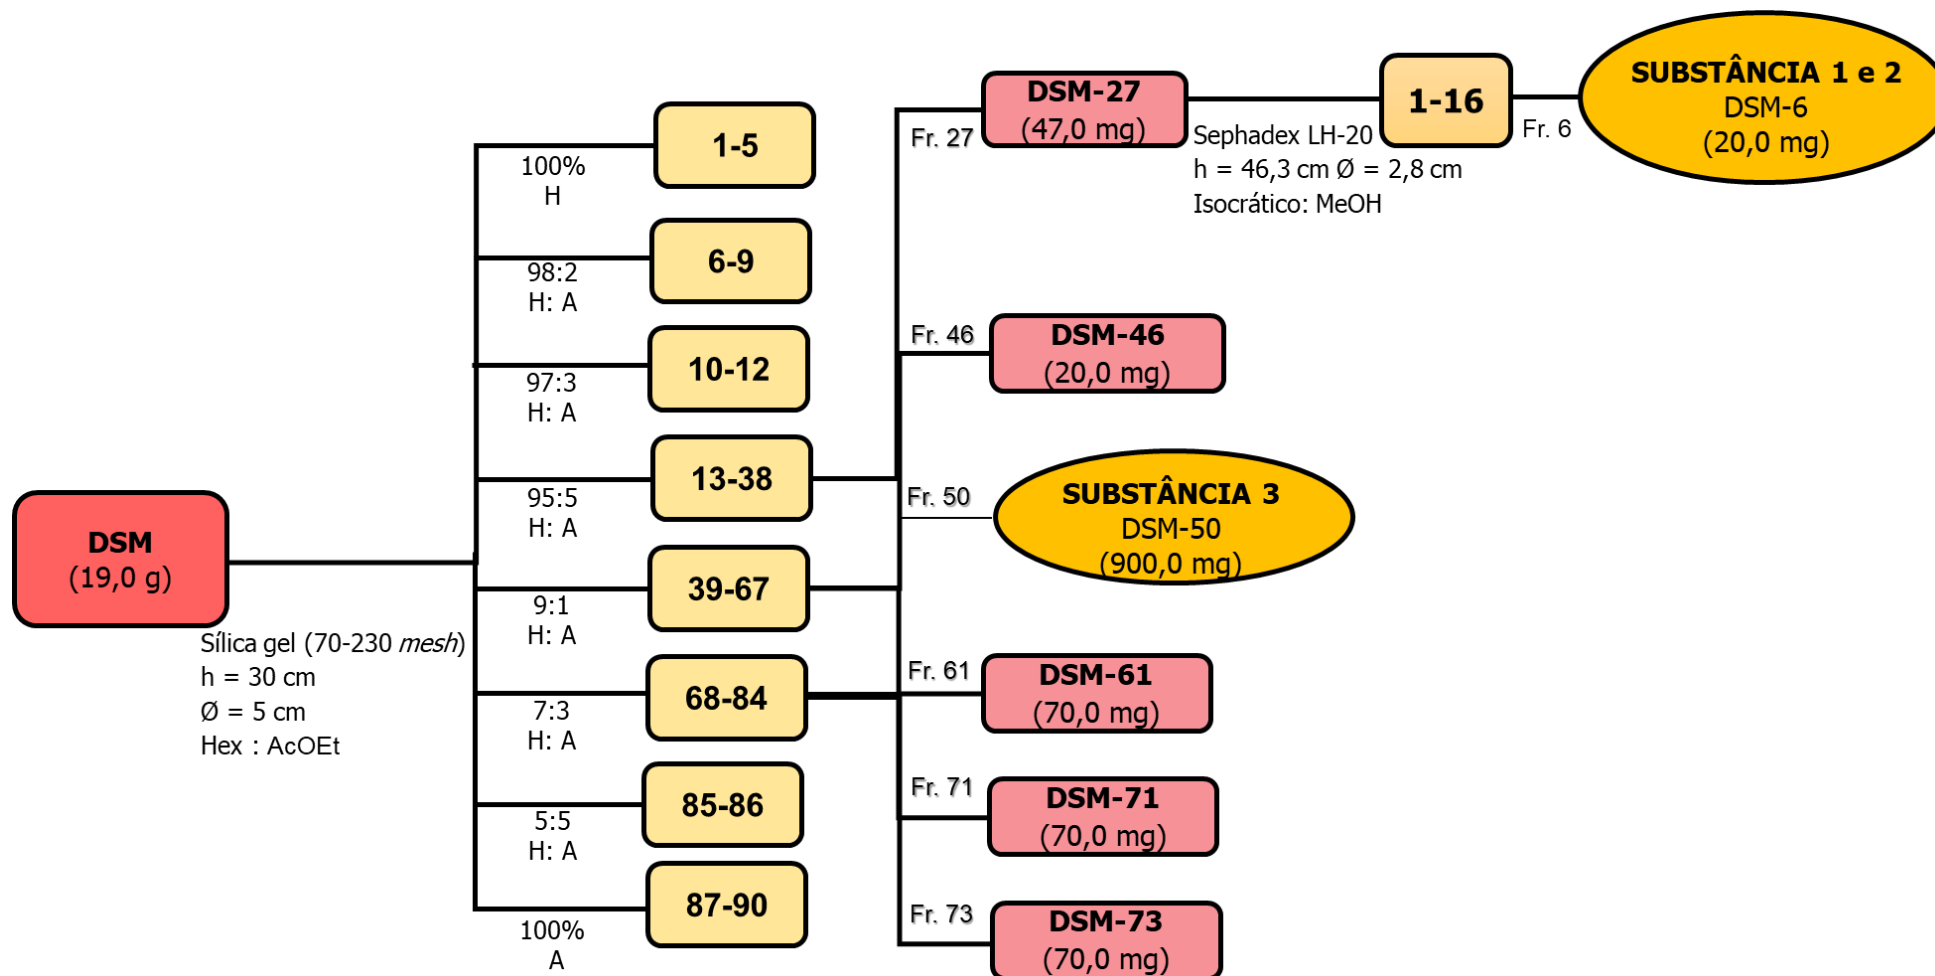 DSM
(19,0 g)
Sílica gel (70-230 mesh)
h = 30 cm
Ø = 5 cm
Hex : AcOEt
100%
H
1-5
98:2
H: A
6-9
97:3
H: A
10-12
95:5
H: A
13-38
9:1
H: A
39-67
7:3
H: A
68-84
5:5
H: A
85-86
100%
A
87-90
Fr. 27
DSM-27
(47,0 mg)
Sephadex LH-20
h = 46,3 cm Ø = 2,8 cm
Isocrático: MeOH
1-16
Fr. 6
SUBSTÂNCIA 1 e 2
DSM-6
(20,0 mg)
Fr. 46
DSM-46
(20,0 mg)
Fr. 50
SUBSTÂNCIA 3
DSM-50
(900,0 mg)
Fr. 61
DSM-61
(70,0 mg)
Fr. 71
DSM-71
(70,0 mg)
Fr. 73
DSM-73
(70,0 mg)